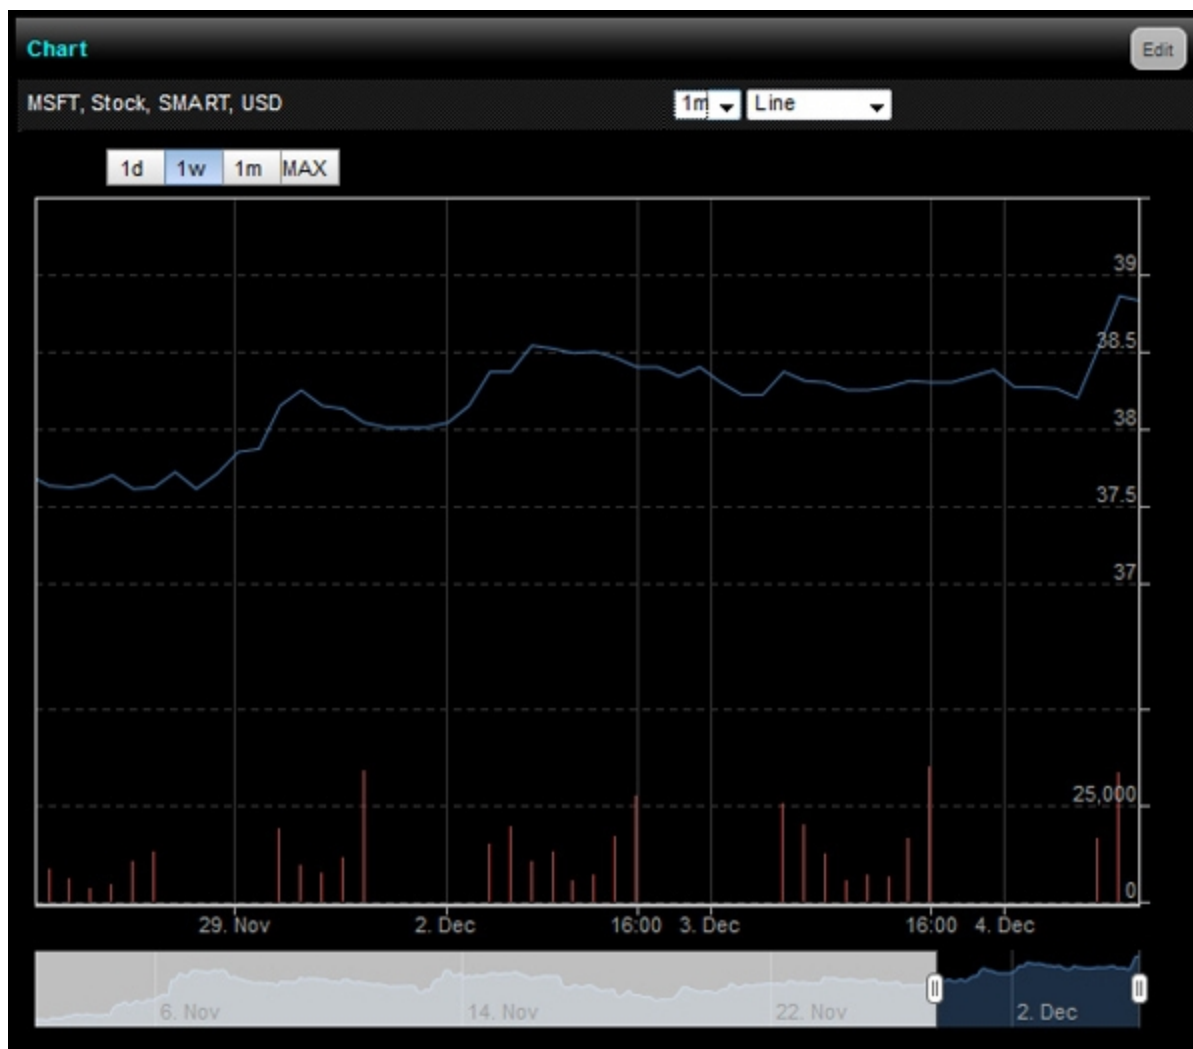 Chart
Edit
MSFT, Stock, SMART, USD
1m
Line
1d 1w 1m MAX
39
38.5
38
37.5
37
25,000
0
29. Nov 2. Dec 16:00 3. Dec 16:00 4. Dec
6. Nov 14. Nov 22. Nov 2. Dec